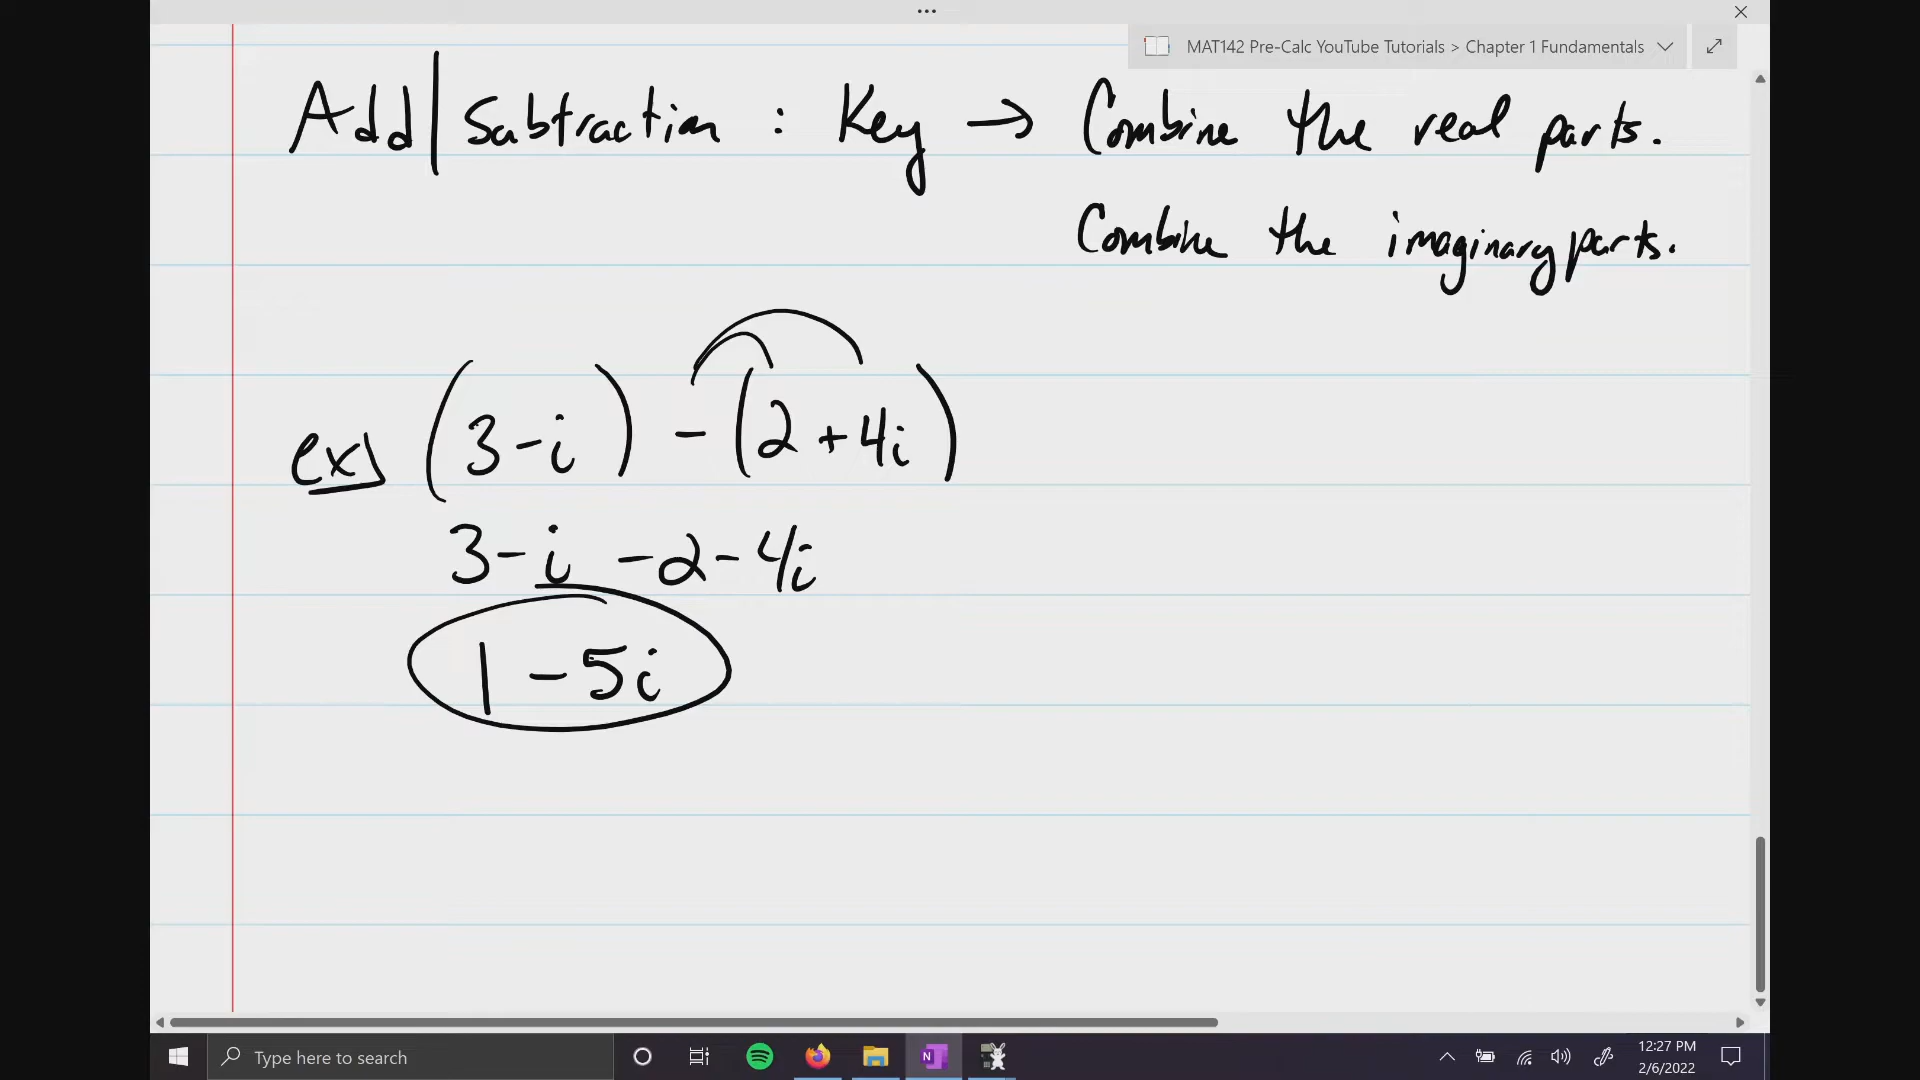 ...
MAT142 Pre-Calc YouTube Tutorials > Chapter 1 Fundamentals
Add/Subtraction : Key → Combine the real parts.
Combine the imaginary parts.
ex) (3-i) - (2+4i)
3-i -2-4i
1-5i
Type here to search
N
12:27 PM
2/6/2022